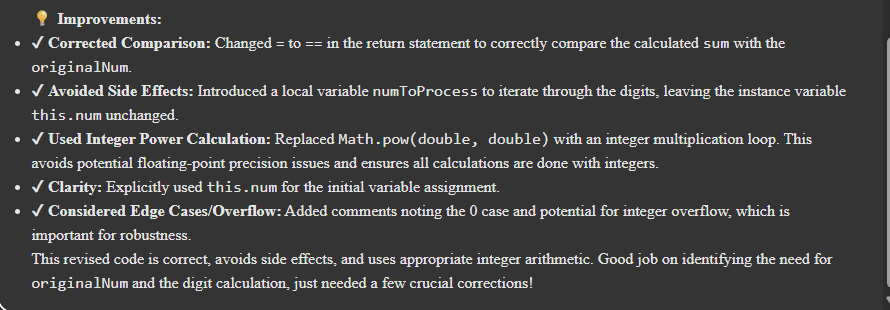 💡 Improvements:
• ✔ Corrected Comparison: Changed = to == in the return statement to correctly compare the calculated sum with the
originalNum.
• ✔ Avoided Side Effects: Introduced a local variable numToProcess to iterate through the digits, leaving the instance variable
this.num unchanged.
• ✔ Used Integer Power Calculation: Replaced Math.pow(double, double) with an integer multiplication loop. This
avoids potential floating-point precision issues and ensures all calculations are done with integers.
• ✔ Clarity: Explicitly used this.num for the initial variable assignment.
• ✔ Considered Edge Cases/Overflow: Added comments noting the 0 case and potential for integer overflow, which is
important for robustness.
This revised code is correct, avoids side effects, and uses appropriate integer arithmetic. Good job on identifying the need for
originalNum and the digit calculation, just needed a few crucial corrections!